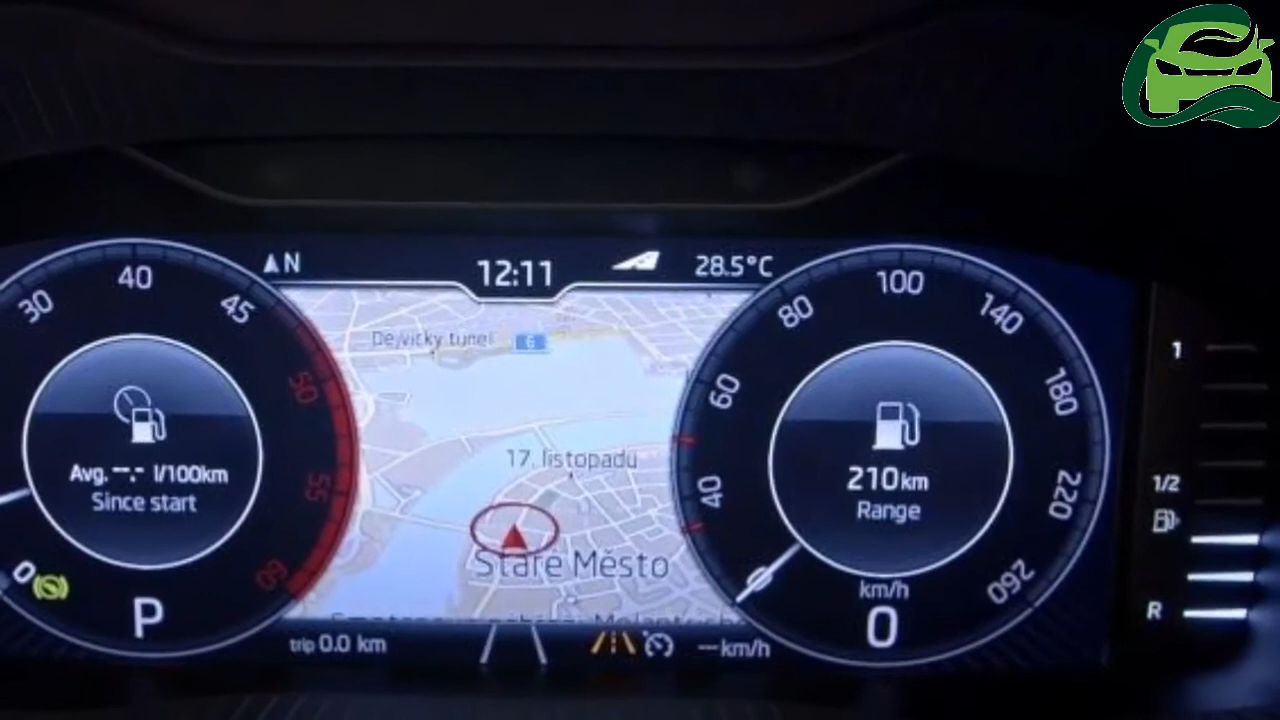 N
12:11
28.5°C
30
40
45
50
55
60
0
Avg. --.- l/100km
Since start
P
trip 0.0 km
Dejvický tunel
6
17. listopadu
Staré Město
--km/h
40
60
80
100
140
180
220
260
210 km
Range
km/h
0
1
1/2
R